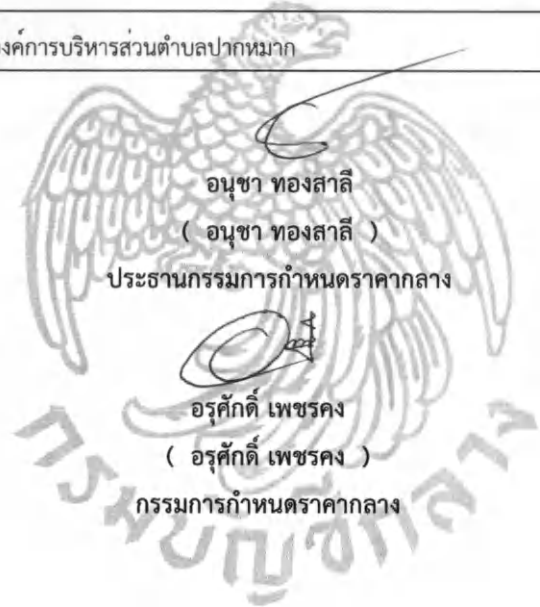 องค์การบริหารส่วนตำบลปากหมาก
อนุชา ทองสาลี
( อนุชา ทองสาลี )
ประธานกรรมการกำหนดราคากลาง
อรุศักดิ์ เพชรคง
( อรุศักดิ์ เพชรคง )
กรรมการกำหนดราคากลาง
กรมบัญชีกลาง